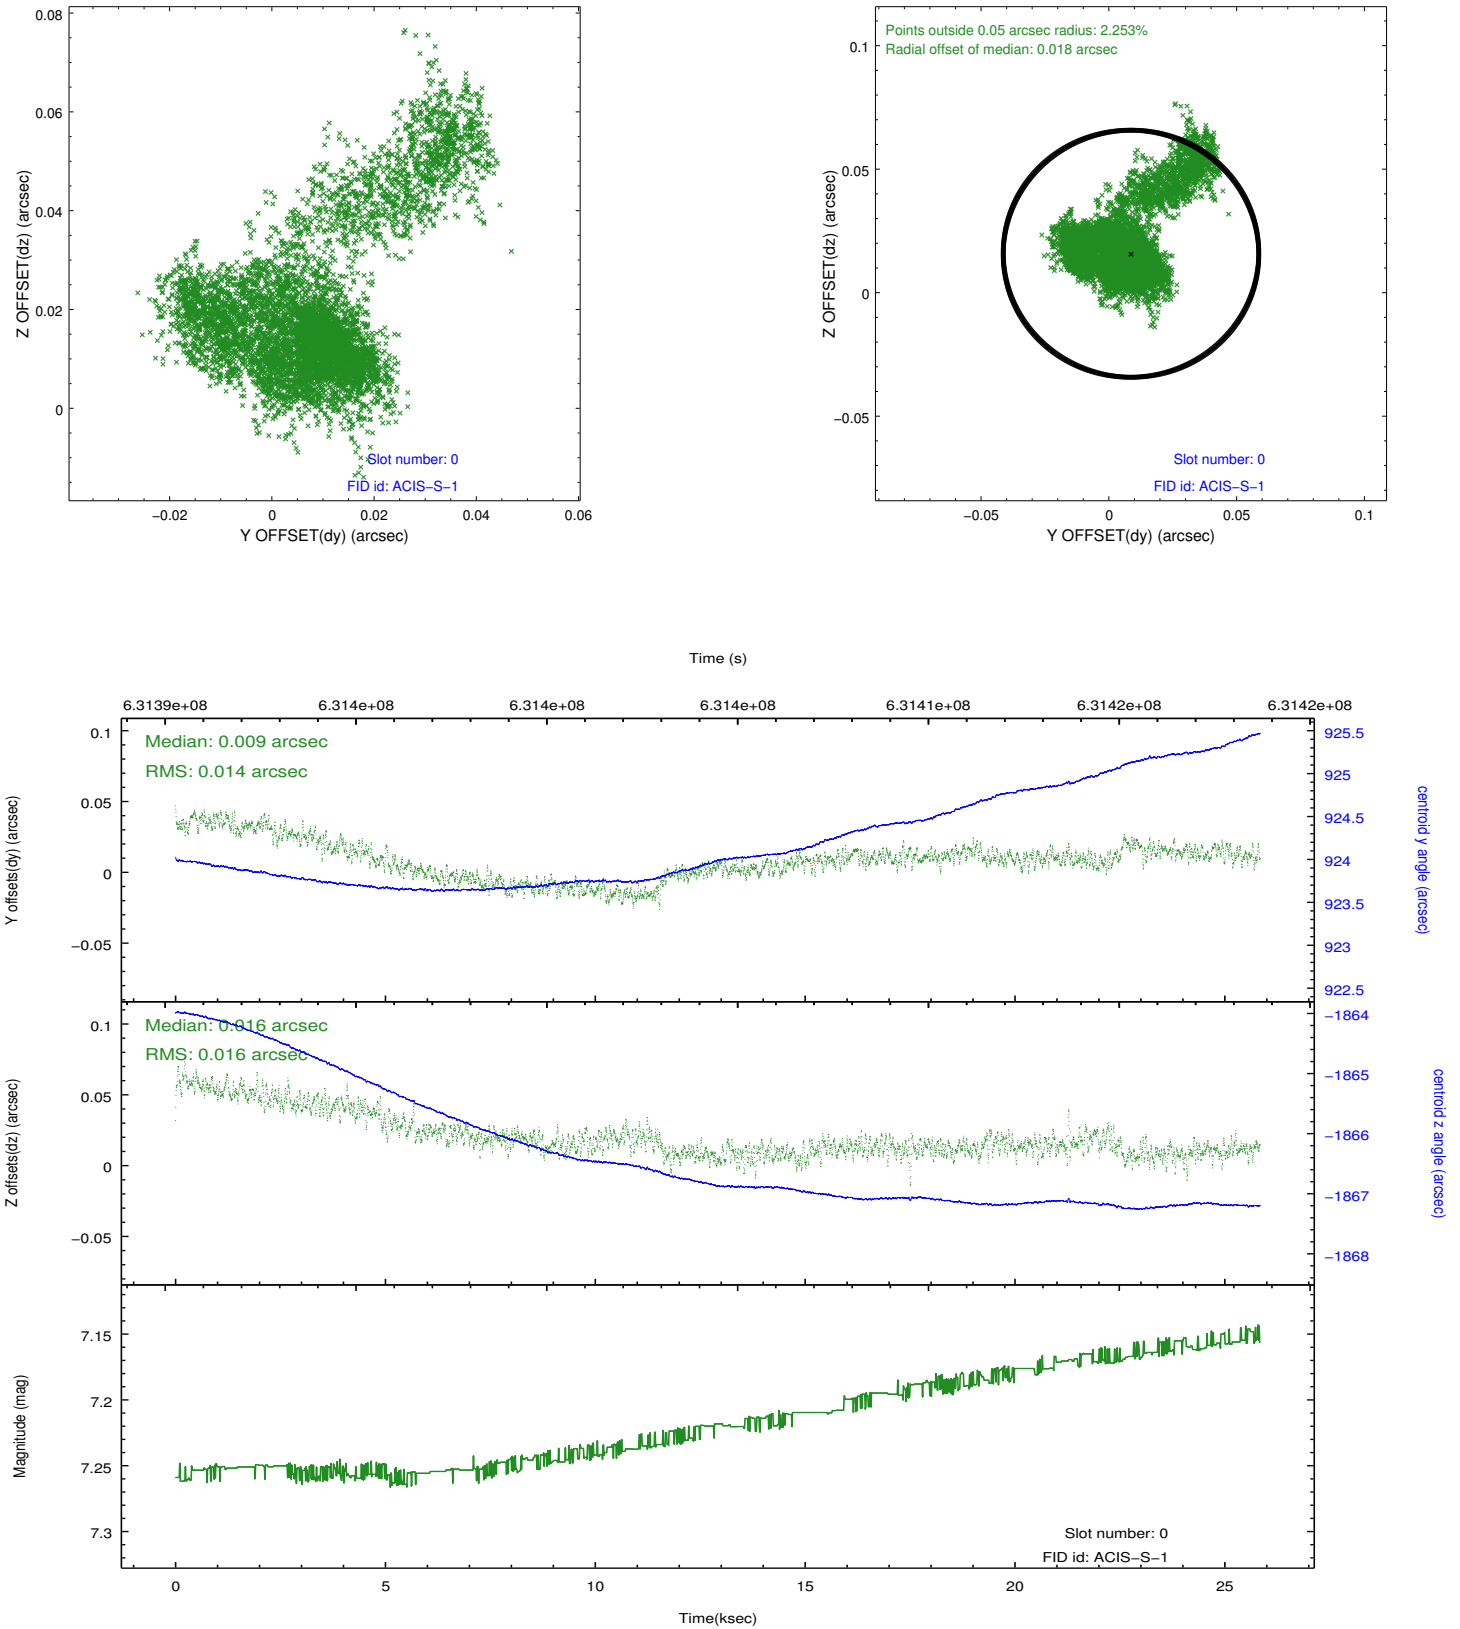 0.08
0.06
0.04
0.02
0
Z OFFSET(dz) (arcsec)
Slot number: 0
FID id: ACIS−S−1
−0.02 0 0.02 0.04 0.06
Y OFFSET(dy) (arcsec)
Points outside 0.05 arcsec radius: 2.253%
Radial offset of median: 0.018 arcsec
0.1
0.05
0
−0.05
Z OFFSET(dz) (arcsec)
Slot number: 0
FID id: ACIS−S−1
−0.05 0 0.05 0.1
Y OFFSET(dy) (arcsec)
Time (s)
6.3139e+08 6.314e+08 6.314e+08 6.314e+08 6.3141e+08 6.3142e+08 6.3142e+08
Median: 0.009 arcsec
RMS: 0.014 arcsec
0.1
0.05
0
−0.05
Y offsets(dy) (arcsec)
925.5
925
924.5
924
923.5
923
922.5
centroid y angle (arcsec)
Median: 0.016 arcsec
RMS: 0.016 arcsec
0.1
0.05
0
−0.05
Z offsets(dz) (arcsec)
−1864
−1865
−1866
−1867
−1868
centroid z angle (arcsec)
7.15
7.2
7.25
7.3
Magnitude (mag)
Slot number: 0
FID id: ACIS−S−1
0 5 10 15 20 25
Time(ksec)